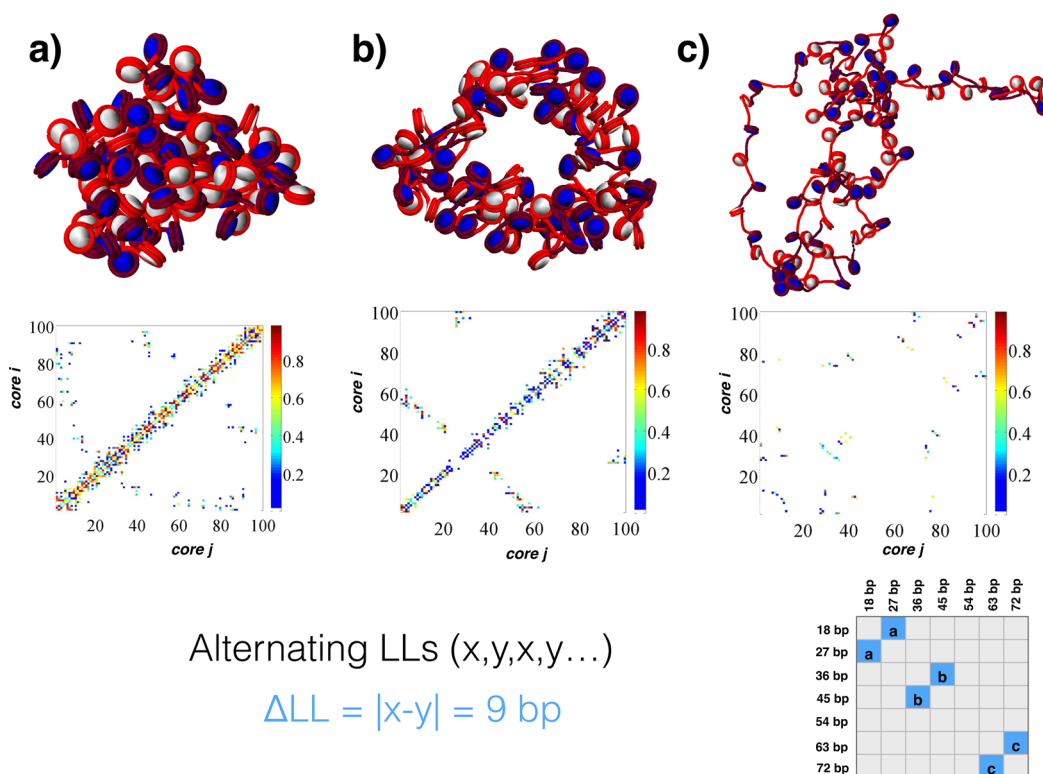 a)
b)
c)
100
80
60
40
20
core i
20 40 60 80 100
core j
0.8
0.6
0.4
0.2
100
80
60
40
20
core i
20 40 60 80 100
core j
0.8
0.6
0.4
0.2
100
80
60
40
20
core i
20 40 60 80 100
core j
0.8
0.6
0.4
0.2
Alternating LLs (x,y,x,y...)
ΔLL = |x-y| = 9 bp
18 bp 27 bp 36 bp 45 bp 54 bp 63 bp 72 bp
18 bp a
27 bp a
36 bp b
45 bp b
54 bp
63 bp c
72 bp c